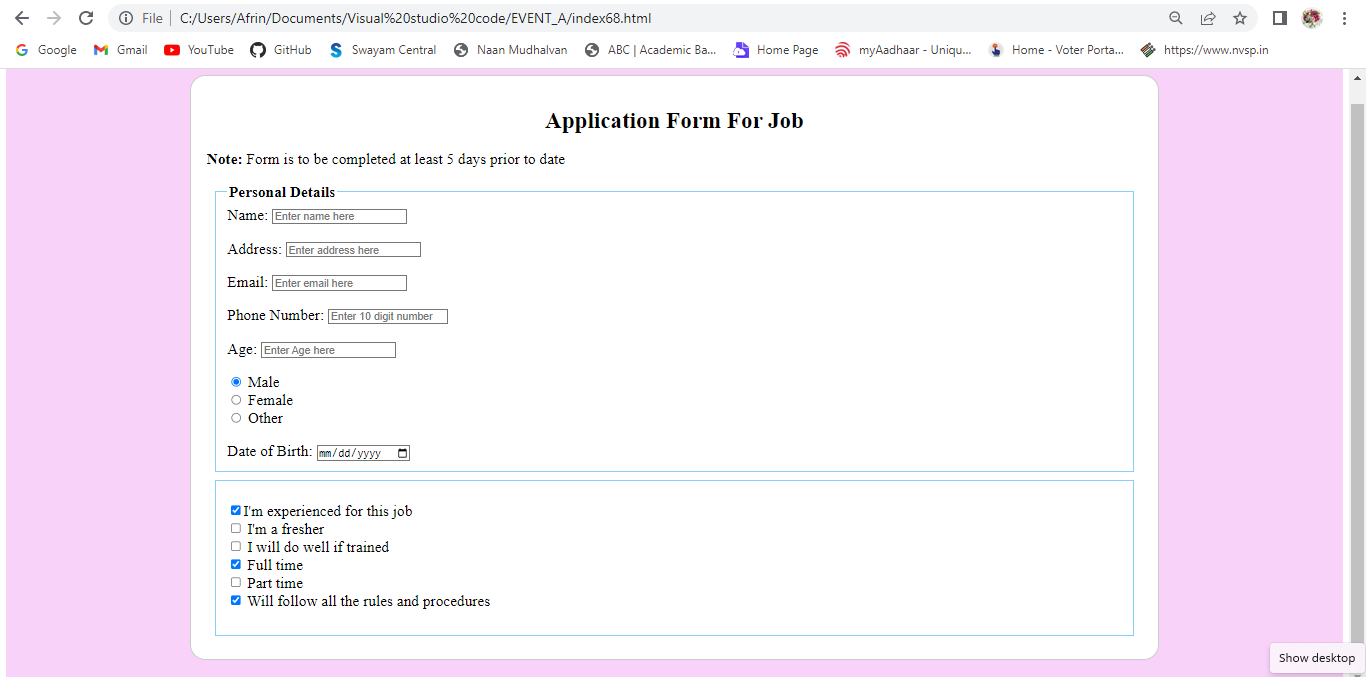 File | C:/Users/Afrin/Documents/Visual%20studio%20code/EVENT_A/index68.html
Google Gmail YouTube GitHub Swayam Central Naan Mudhalvan ABC | Academic Ba... Home Page myAadhaar - Uniqu... Home - Voter Porta... https://www.nvsp.in
Application Form For Job
Note: Form is to be completed at least 5 days prior to date
Personal Details
Name: Enter name here
Address: Enter address here
Email: Enter email here
Phone Number: Enter 10 digit number
Age: Enter Age here
Male
Female
Other
Date of Birth: mm/dd/yyyy
I'm experienced for this job
I'm a fresher
I will do well if trained
Full time
Part time
Will follow all the rules and procedures
Show desktop